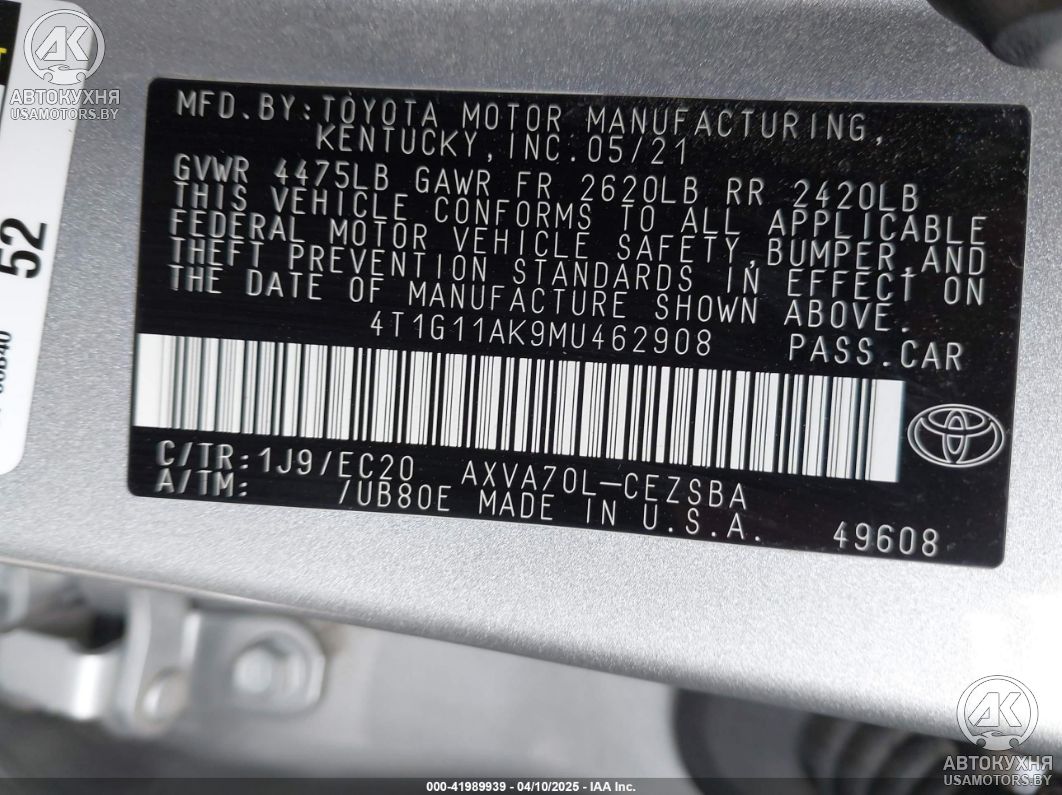 АВТОКУХНЯ
USAMOTORS.BY
52
MFD.BY:TOYOTA MOTOR MANUFACTURING,
KENTUCKY,INC.05/21
GVWR 4475LB GAWR FR 2620LB RR 2420LB
THIS VEHICLE CONFORMS TO ALL APPLICABLE
FEDERAL MOTOR VEHICLE SAFETY,BUMPER,AND
THEFT PREVENTION STANDARDS IN EFFECT ON
THE DATE OF MANUFACTURE SHOWN ABOVE.
4T1G11AK9MU462908 PASS.CAR
C/TR:1J9/EC20 AXVA70L-CEZSBA
A/TM: /UB80E MADE IN U.S.A. 49608
АК
АВТОКУХНЯ
USAMOTORS.BY
000-41989939 - 04/10/2025 - IAA Inc.